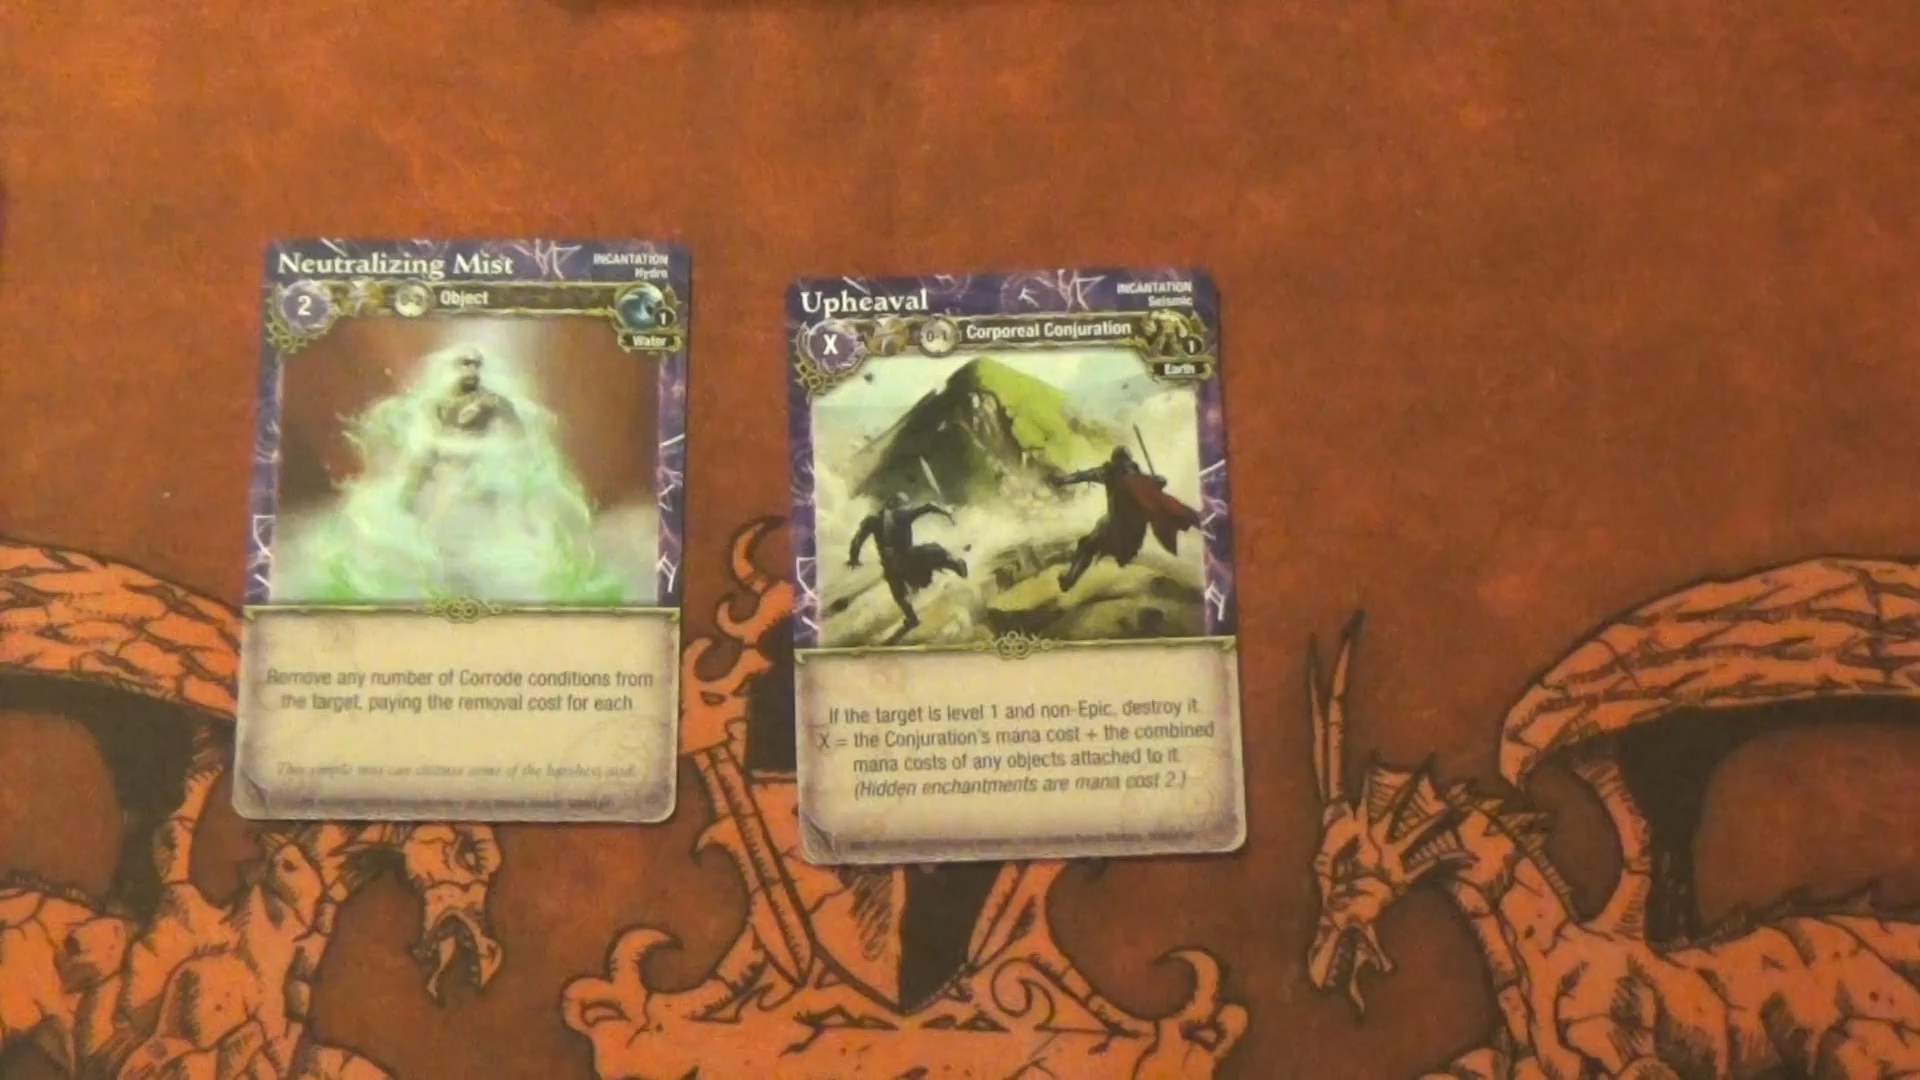 Neutralizing Mist
INCANTATION
Hydro
2
Object
1
Water
Remove any number of Corrode conditions from
the target, paying the removal cost for each
Upheaval
INCANTATION
Seismic
X
0-1
Corporeal Conjuration
1
Earth
If the target is level 1 and non-Epic, destroy it.
X = the Conjuration's mana cost + the combined
mana costs of any objects attached to it.
(Hidden enchantments are mana cost 2.)